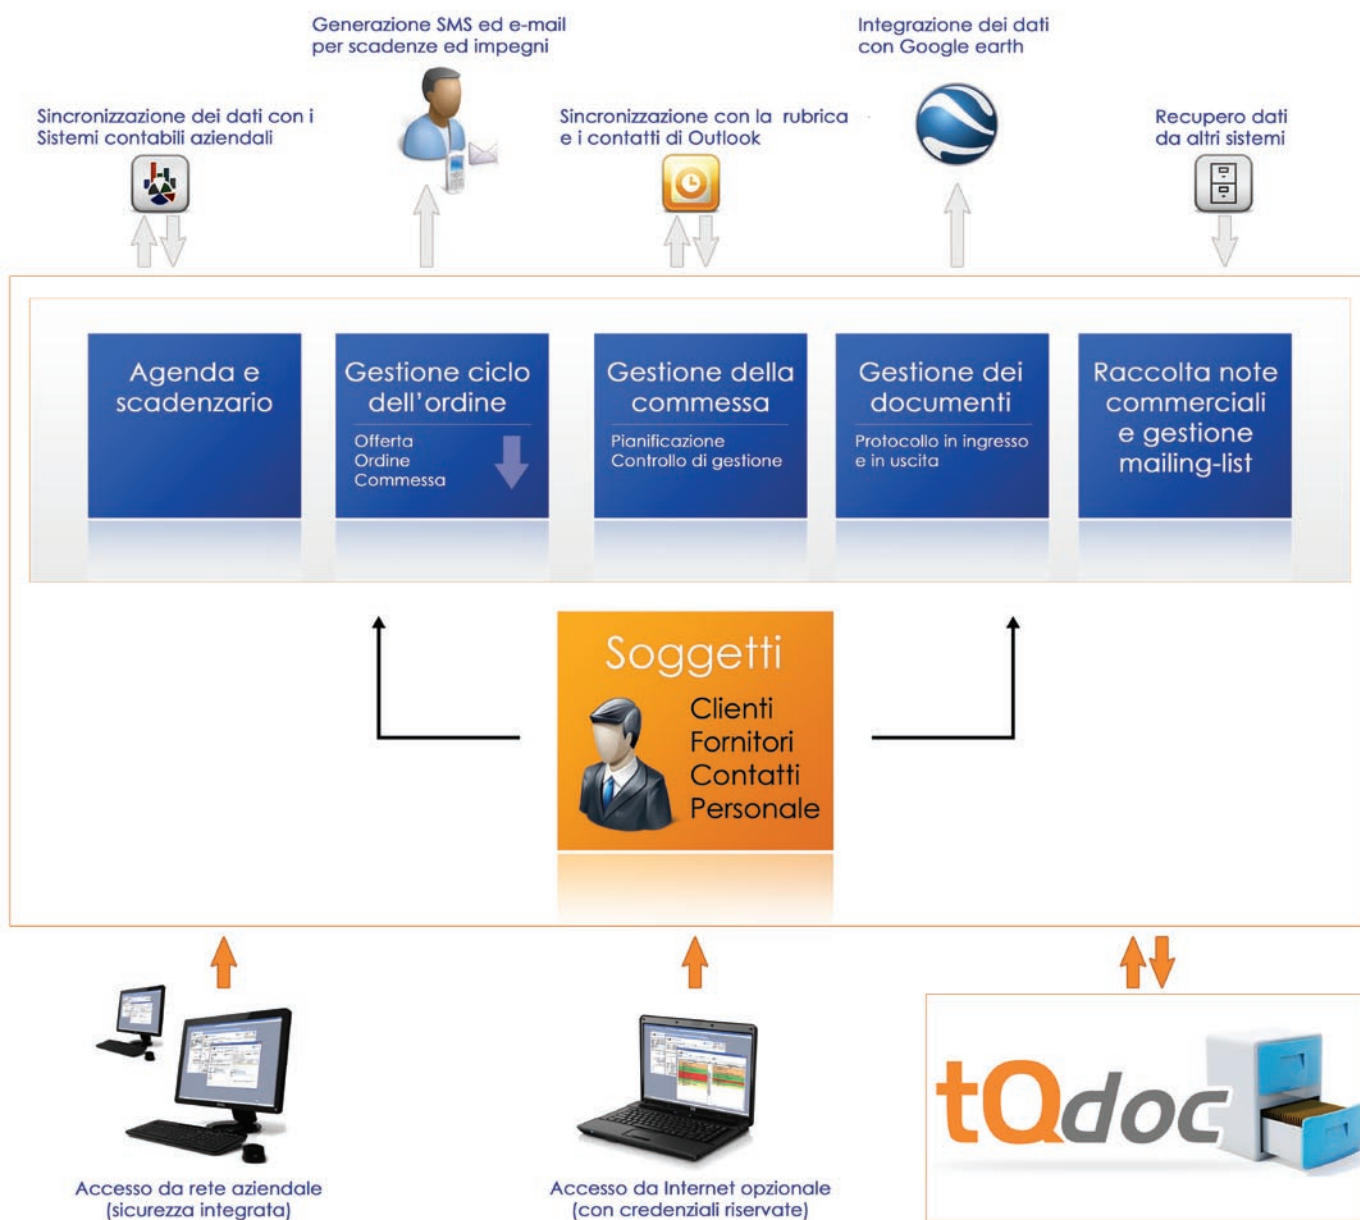 Generazione SMS ed e-mail
per scadenze ed impegni
Integrazione dei dati
con Google earth
Sincronizzazione dei dati con i
Sistemi contabili aziendali
Sincronizzazione con la rubrica
e i contatti di Outlook
Recupero dati
da altri sistemi
Agenda e
scadenzario
Gestione ciclo
dell'ordine
Offerta
Ordine
Commessa
Gestione della
commessa
Pianificazione
Controllo di gestione
Gestione dei
documenti
Protocollo in ingresso
e in uscita
Raccolta note
commerciali
e gestione
mailing-list
Soggetti
Clienti
Fornitori
Contatti
Personale
tQdoc
Accesso da rete aziendale
(sicurezza integrata)
Accesso da Internet opzionale
(con credenziali riservate)